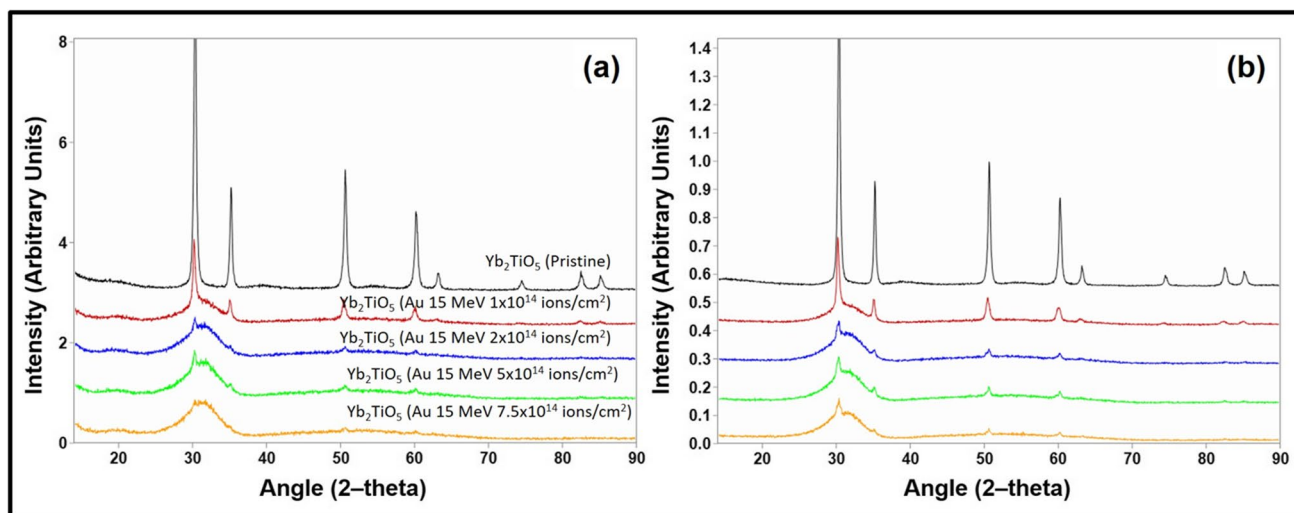 (a)
Intensity (Arbitrary Units)
8
6
4
2
0
Yb₂TiO₅ (Pristine)
Yb₂TiO₅ (Au 15 MeV 1x10¹⁴ ions/cm²)
Yb₂TiO₅ (Au 15 MeV 2x10¹⁴ ions/cm²)
Yb₂TiO₅ (Au 15 MeV 5x10¹⁴ ions/cm²)
Yb₂TiO₅ (Au 15 MeV 7.5x10¹⁴ ions/cm²)
20 30 40 50 60 70 80 90
Angle (2–theta)
(b)
Intensity (Arbitrary Units)
1.4
1.3
1.2
1.1
1.0
0.9
0.8
0.7
0.6
0.5
0.4
0.3
0.2
0.1
0.0
20 30 40 50 60 70 80 90
Angle (2–theta)